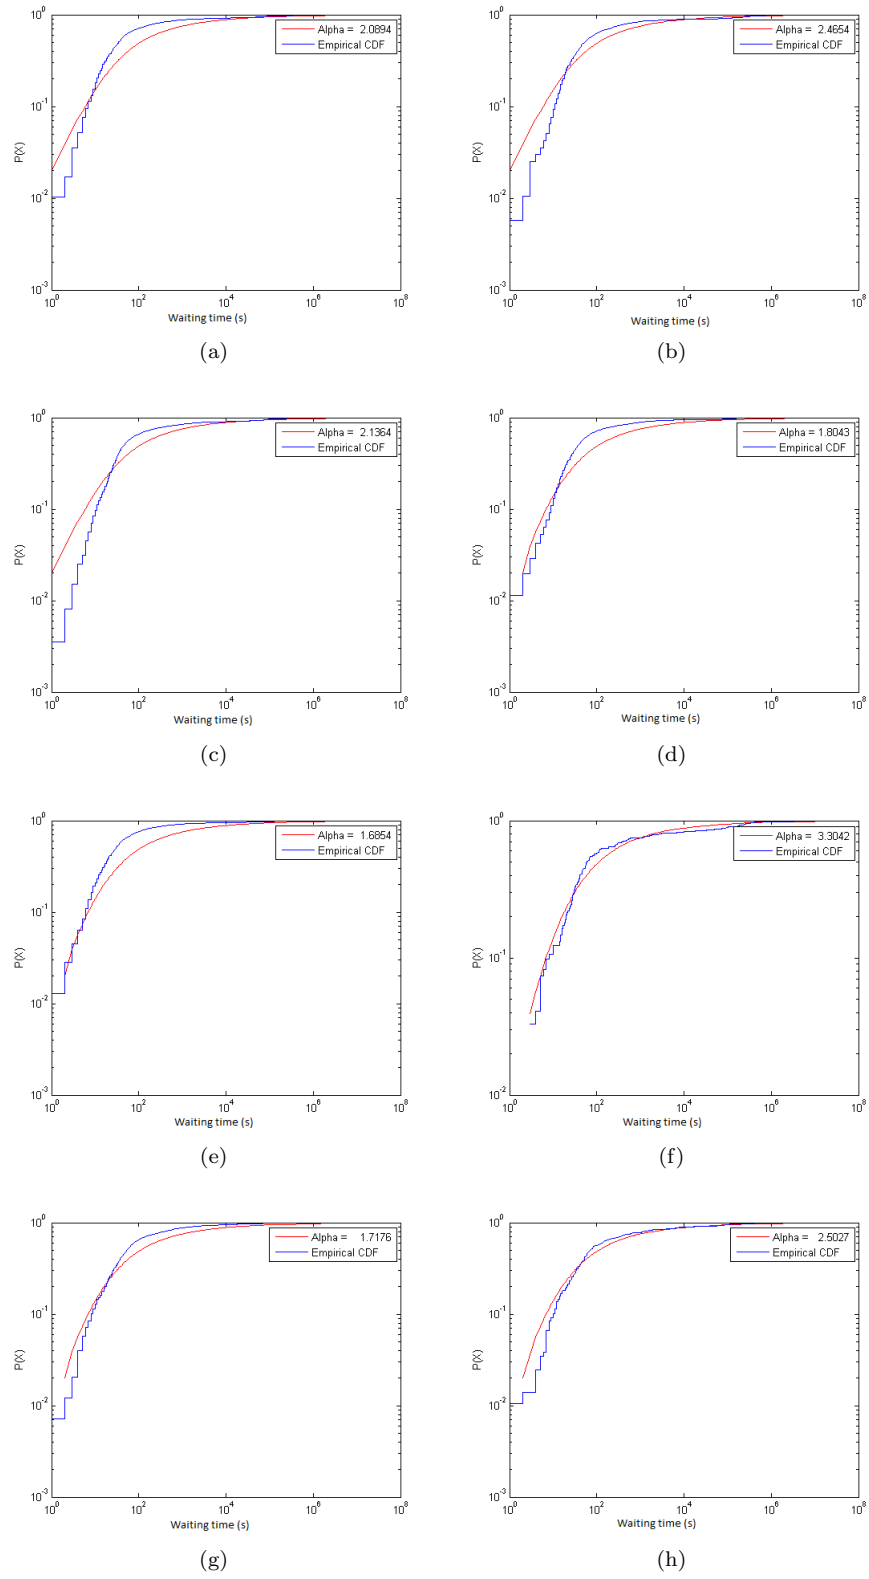 10^0
Alpha = 2.0894
Empirical CDF
10^-1
P(X)
10^-2
10^-3
10^0 10^2 10^4 10^6 10^8
Waiting time (s)
(a)
10^0
Alpha = 2.4654
Empirical CDF
10^-1
P(X)
10^-2
10^-3
10^0 10^2 10^4 10^6 10^8
Waiting time (s)
(b)
10^0
Alpha = 2.1364
Empirical CDF
10^-1
P(X)
10^-2
10^-3
10^0 10^2 10^4 10^6 10^8
Waiting time (s)
(c)
10^0
Alpha = 1.8043
Empirical CDF
10^-1
P(X)
10^-2
10^-3
10^0 10^2 10^4 10^6 10^8
Waiting time (s)
(d)
10^0
Alpha = 1.6854
Empirical CDF
10^-1
P(X)
10^-2
10^-3
10^0 10^2 10^4 10^6 10^8
Waiting time (s)
(e)
10^0
Alpha = 3.3042
Empirical CDF
10^-1
P(X)
10^-2
10^0 10^2 10^4 10^6 10^8
Waiting time (s)
(f)
10^0
Alpha = 1.7176
Empirical CDF
10^-1
P(X)
10^-2
10^-3
10^0 10^2 10^4 10^6 10^8
Waiting time (s)
(g)
10^0
Alpha = 2.5027
Empirical CDF
10^-1
P(X)
10^-2
10^-3
10^0 10^2 10^4 10^6 10^8
Waiting time (s)
(h)